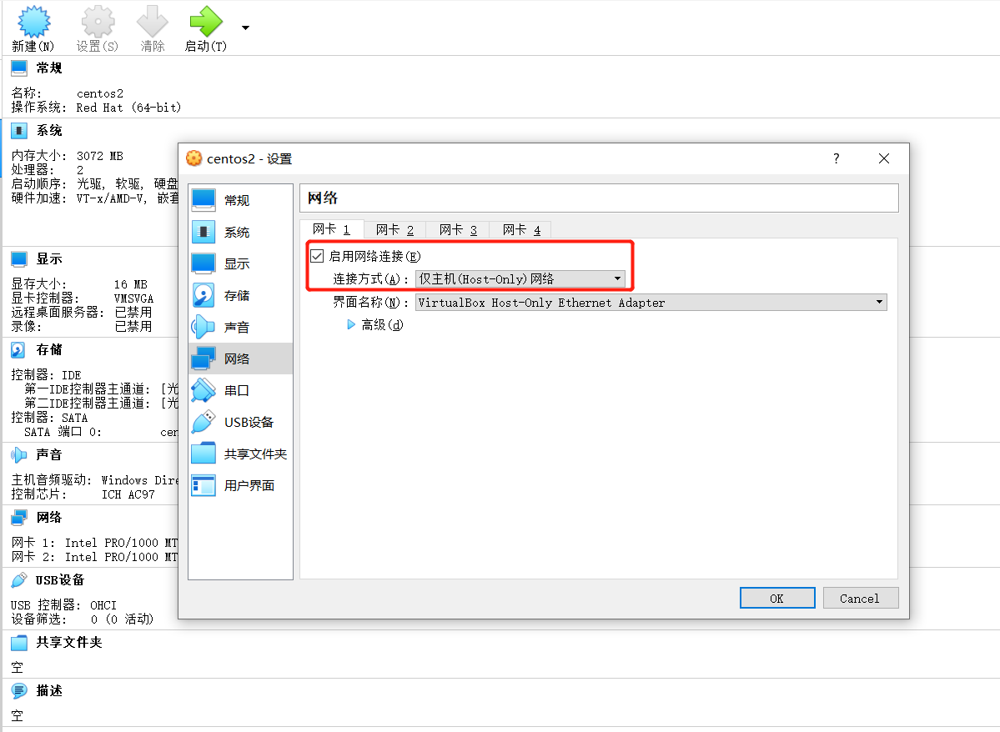 新建(N) 设置(S) 清除 启动(T)
常规
名称: centos2
操作系统: Red Hat (64-bit)
系统
内存大小: 3072 MB
处理器: 2
启动顺序: 光驱, 软驱, 硬盘
硬件加速: VT-x/AMD-V, 嵌套
显示
显存大小: 16 MB
显卡控制器: VMSVGA
远程桌面服务器: 已禁用
录像: 已禁用
存储
控制器: IDE
第一IDE控制器主通道: [光
第二IDE控制器主通道: [光
控制器: SATA
SATA 端口 0: cen
声音
主机音频驱动: Windows Dire
控制芯片: ICH AC97
网络
网卡 1: Intel PRO/1000 MT
网卡 2: Intel PRO/1000 MT
USB设备
USB 控制器: OHCI
设备筛选: 0 (0 活动)
共享文件夹
空
描述
空
centos2 - 设置 ?
常规
系统
显示
存储
声音
网络
串口
USB设备
共享文件夹
用户界面
网络
网卡 1 网卡 2 网卡 3 网卡 4
启用网络连接(E)
连接方式(A): 仅主机(Host-Only)网络
界面名称(N): VirtualBox Host-Only Ethernet Adapter
高级(d)
OK Cancel